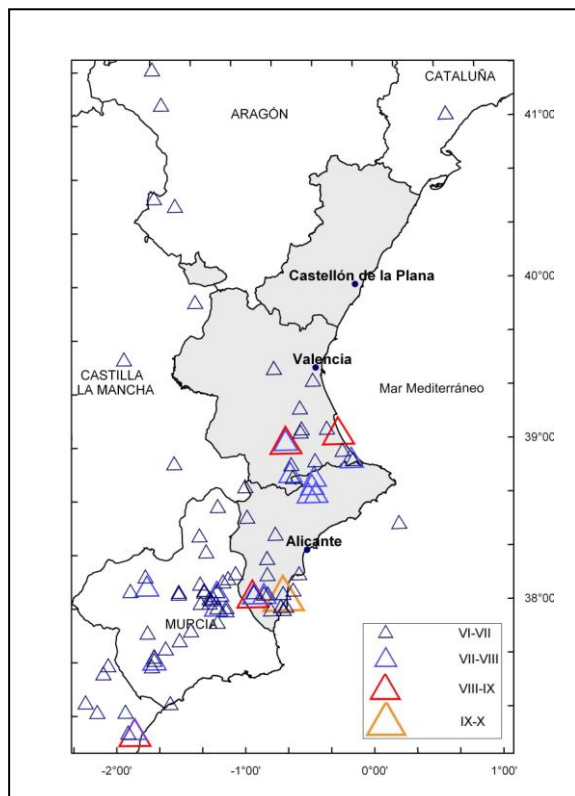 CATALUÑA
41°00'
ARAGÓN
40°00'
Castellón de la Plana
Valencia
CASTILLA
LA MANCHA
Mar Mediterráneo
39°00'
Alicante
38°00'
MURCIA
VI-VII
VII-VIII
VIII-IX
IX-X
-2°00' -1°00' 0°00' 1°00'